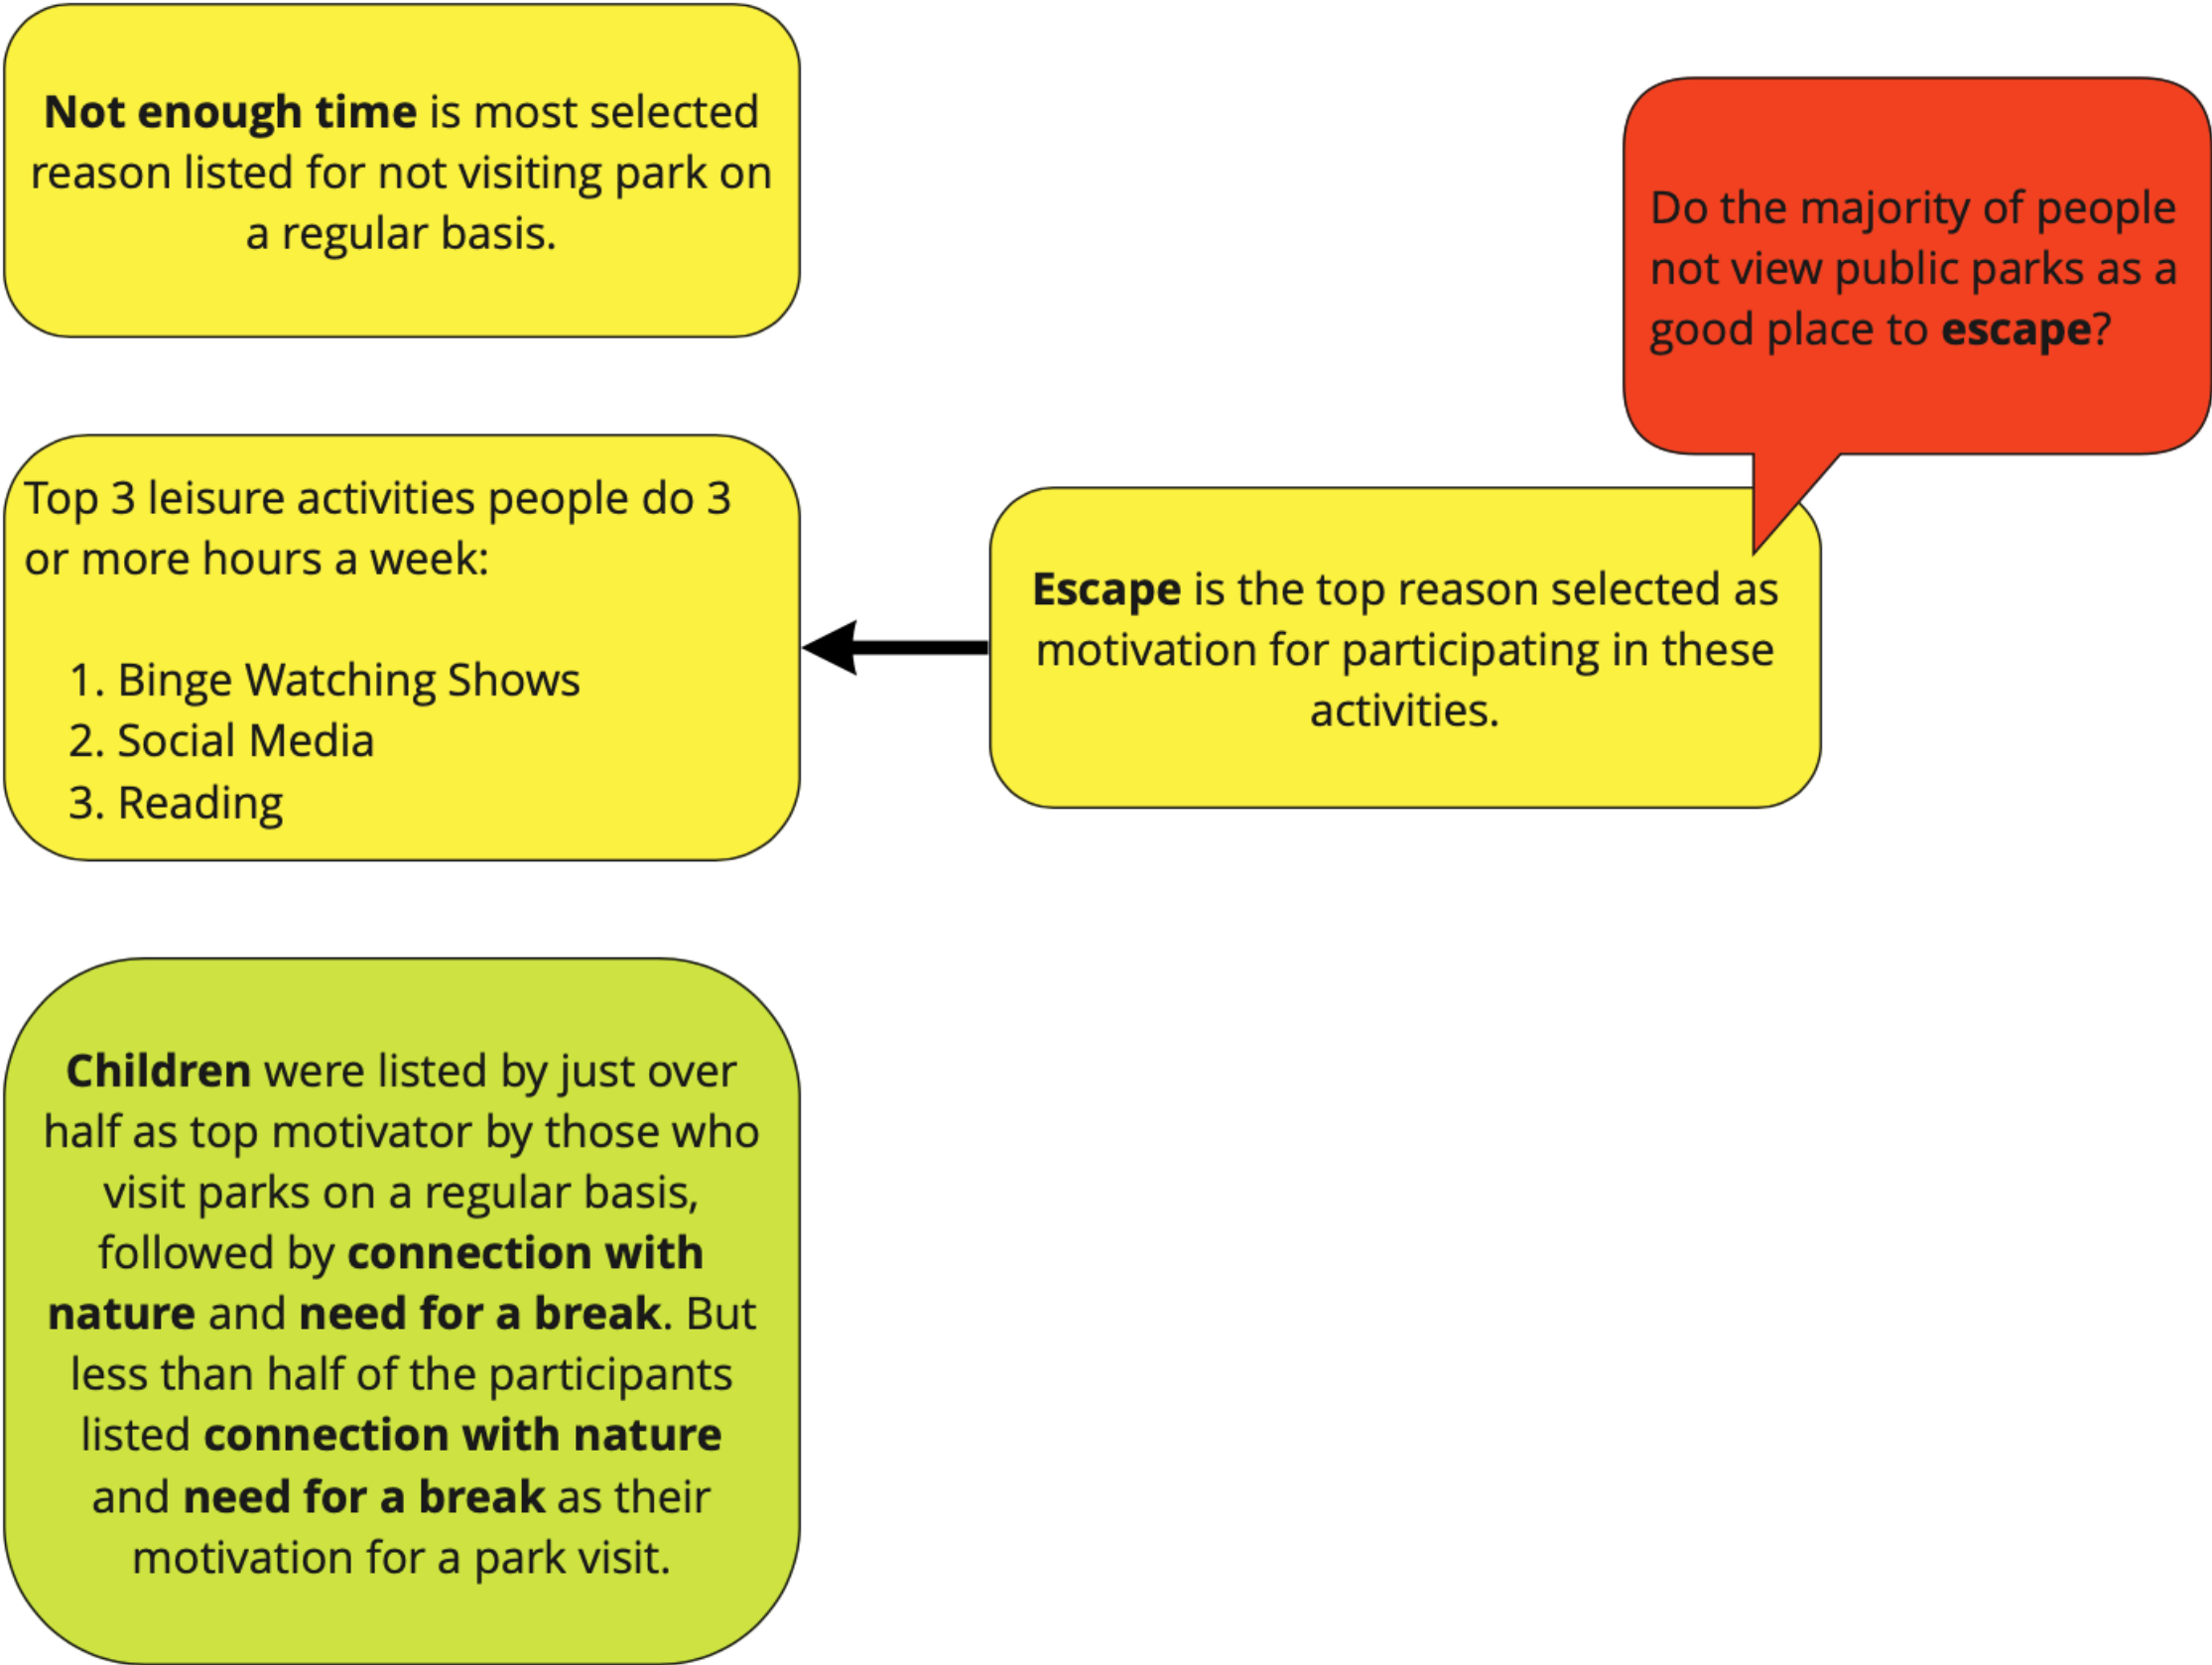 Not enough time is most selected
reason listed for not visiting park on
a regular basis.
Do the majority of people
not view public parks as a
good place to escape?
Top 3 leisure activities people do 3
or more hours a week:
1. Binge Watching Shows
2. Social Media
3. Reading
Escape is the top reason selected as
motivation for participating in these
activities.
Children were listed by just over
half as top motivator by those who
visit parks on a regular basis,
followed by connection with
nature and need for a break. But
less than half of the participants
listed connection with nature
and need for a break as their
motivation for a park visit.